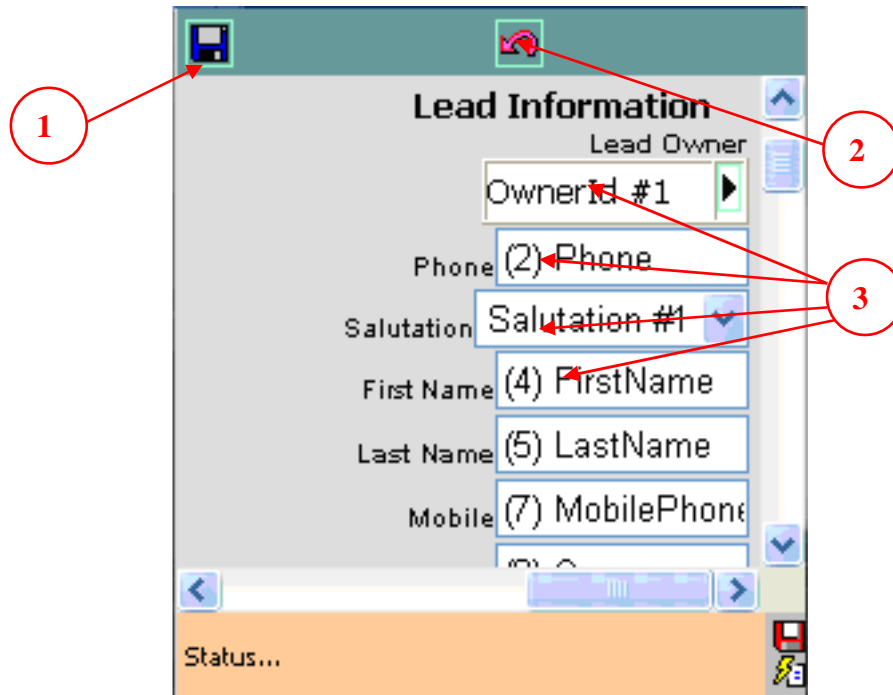 1
2
Lead Information
Lead Owner
OwnerId #1
Phone (2) Phone
3
Salutation Salutation #1
First Name (4) FirstName
Last Name (5) LastName
Mobile (7) MobilePhone
Status...